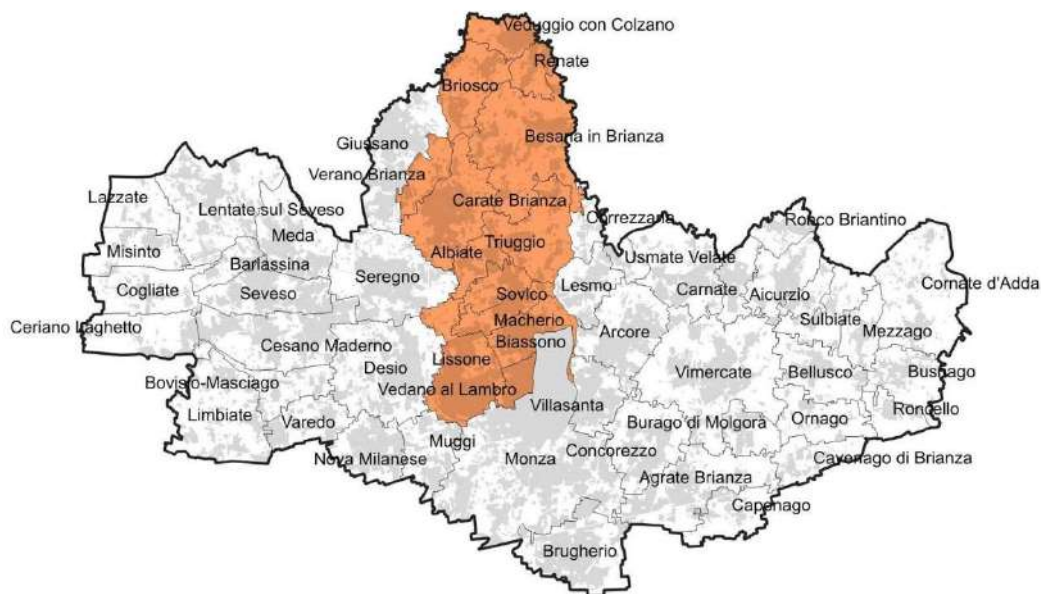 Veduggio con Colzano
Renate
Briosco
Besana in Brianza
Giussano
Verano Brianza
Carate Brianza
Lazzate
Lentate sul Seveso
Correzzana
Ronco Briantino
Meda
Triuggio
Misinto
Albiate
Usmate Velate
Barlassina
Seregno
Cornate d'Adda
Cogliate
Seveso
Sovico
Lesmo
Carnate
Aicurzio
Sulbiate
Ceriano Laghetto
Macherio
Arcore
Mezzago
Cesano Maderno
Biassono
Lissone
Desio
Vimercate
Bellusco
Busnago
Bovisio-Masciago
Vedano al Lambro
Limbiate
Villasanta
Roncello
Varedo
Burago di Molgora
Ornago
Muggi
Nova Milanese
Monza
Concorezzo
Cavenago di Brianza
Agrate Brianza
Caponago
Brugherio